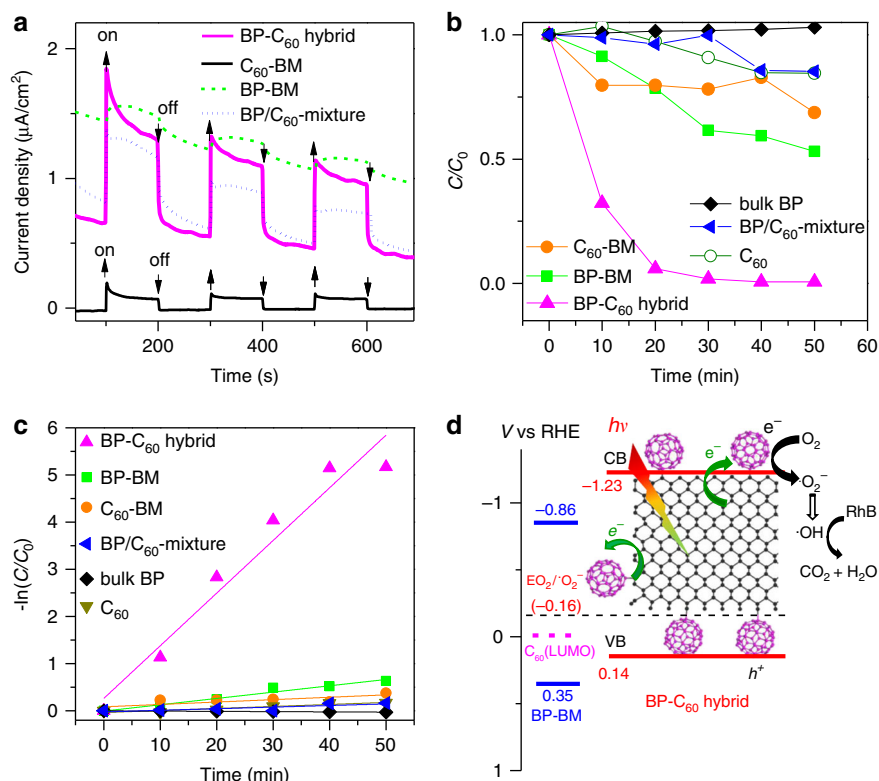 a
on
off
BP-C₆₀ hybrid
C₆₀-BM
BP-BM
BP/C₆₀-mixture
on
off
2
1
0
Current density (μA/cm²)
200
400
600
Time (s)
b
1.0
0.5
0.0
C/C₀
C₆₀-BM
BP-BM
BP-C₆₀ hybrid
bulk BP
BP/C₆₀-mixture
C₆₀
0
10
20
30
40
50
60
Time (min)
c
6
5
4
3
2
1
0
-ln(C/C₀)
BP-C₆₀ hybrid
BP-BM
C₆₀-BM
BP/C₆₀-mixture
bulk BP
C₆₀
0
10
20
30
40
50
Time (min)
d
V vs RHE
−1
0
1
hν
CB
−1.23
−0.86
e⁻
e⁻
e⁻
O₂
·O₂⁻
·OH
RhB
CO₂ + H₂O
EO₂/·O₂⁻
(−0.16)
C₆₀(LUMO)
VB
0.14
h⁺
0.35
BP-BM
BP-C₆₀ hybrid